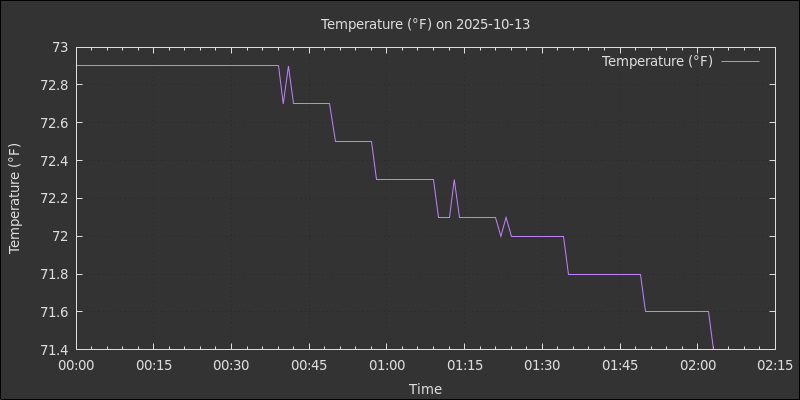 Temperature (°F) on 2025-10-13
Temperature (°F)
73
72.8
72.6
72.4
72.2
72
71.8
71.6
71.4
Temperature (°F)
00:00 00:15 00:30 00:45 01:00 01:15 01:30 01:45 02:00 02:15
Time